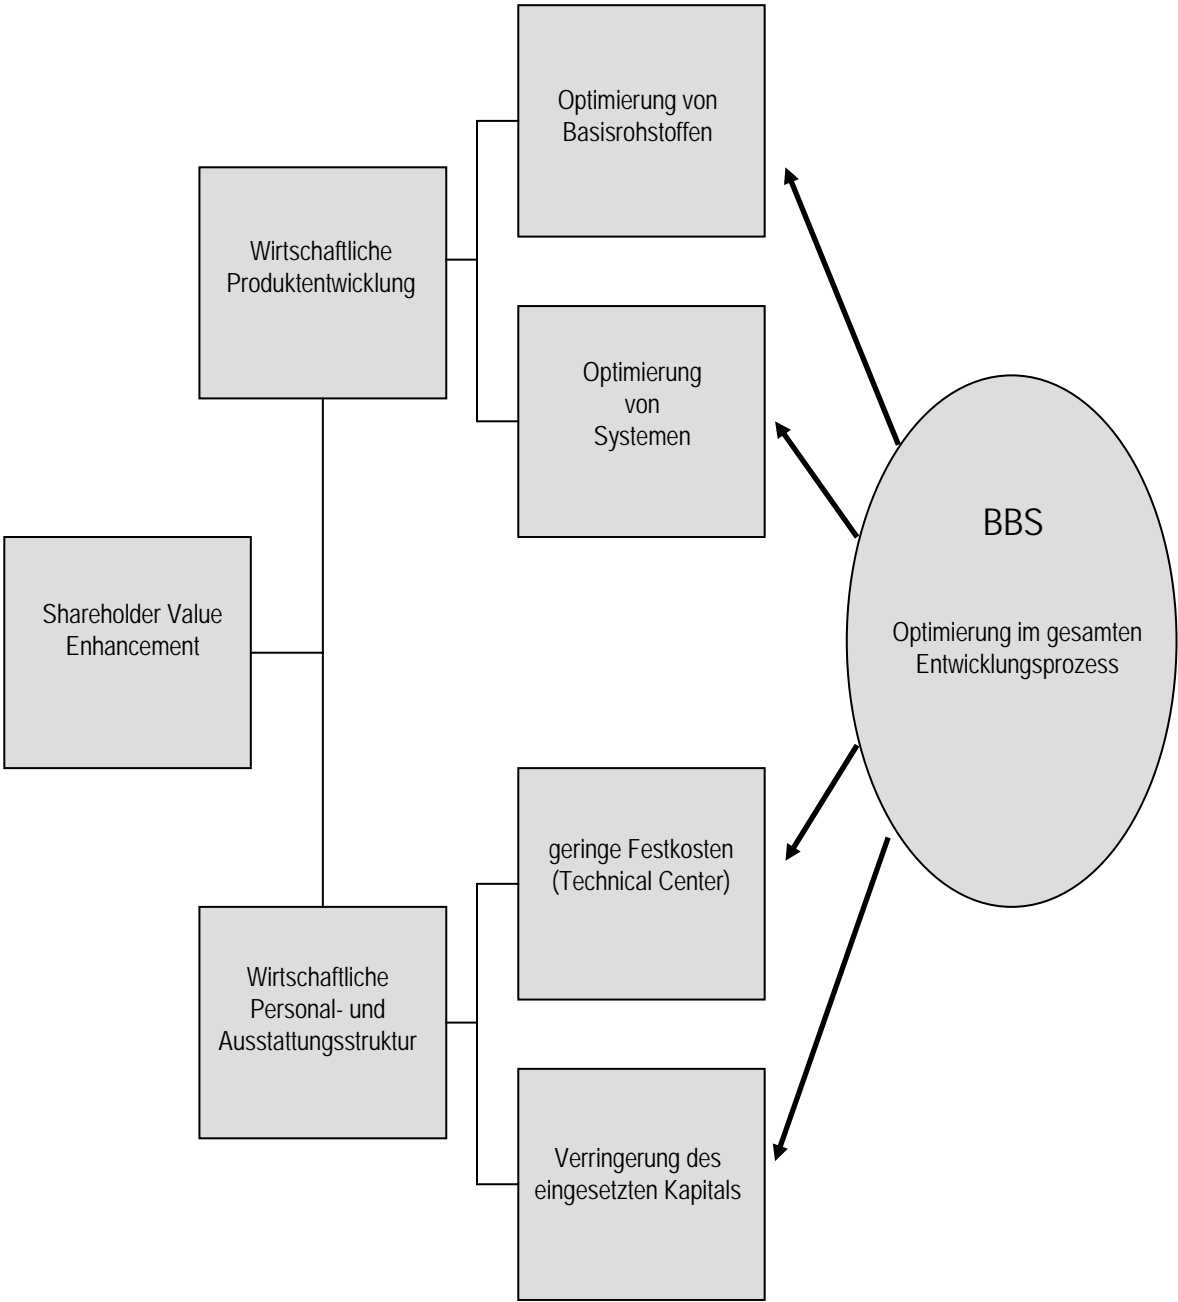 Optimierung von
Basisrohstoffen
Wirtschaftliche
Produktentwicklung
Optimierung
von
Systemen
BBS
Optimierung im gesamten
Entwicklungsprozess
Shareholder Value
Enhancement
geringe Festkosten
(Technical Center)
Wirtschaftliche
Personal- und
Ausstattungsstruktur
Verringerung des
eingesetzten Kapitals